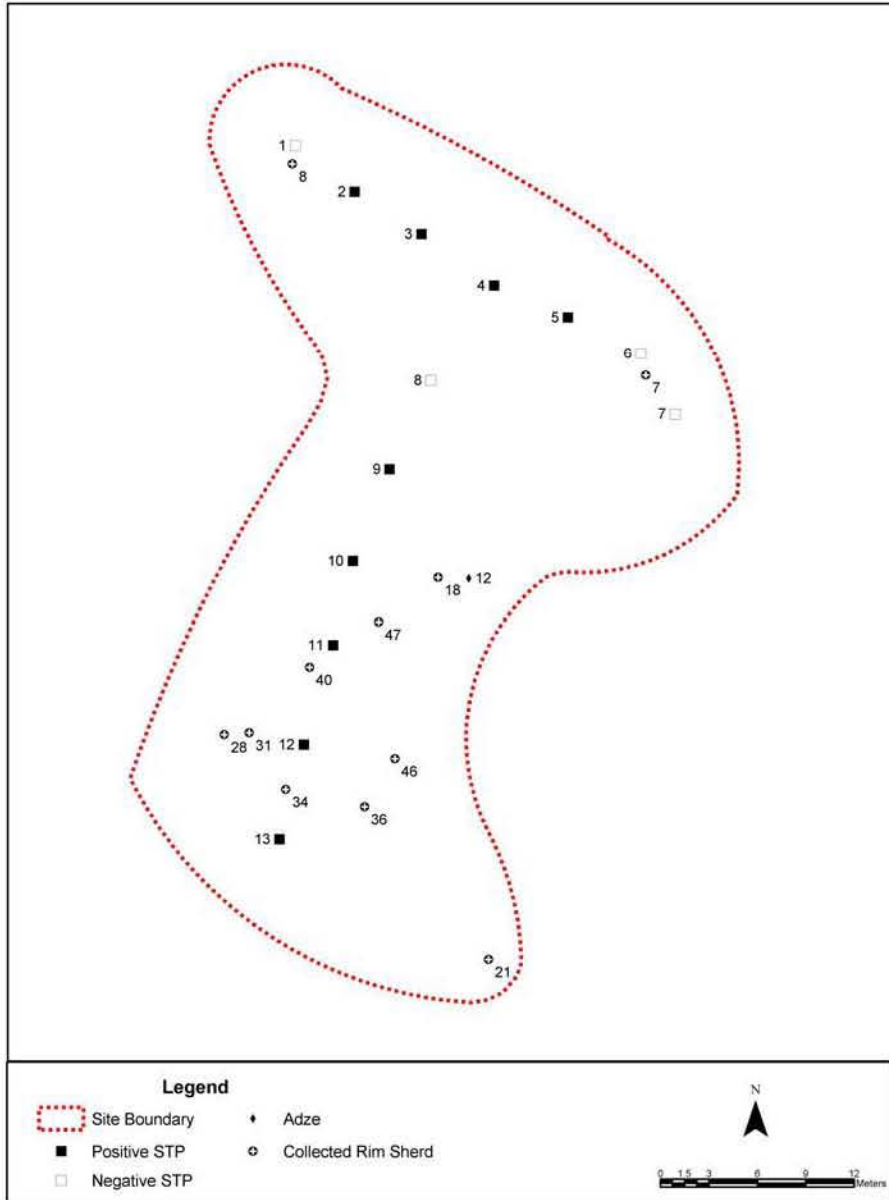 1
8
2
3
4
5
6
7
8
7
9
10
18 12
47
11
40
28 31 12
46
34
36
13
21
Legend
Site Boundary
Adze
Positive STP
Collected Rim Sherd
Negative STP
N
0 1.5 3 6 9 12
Meters